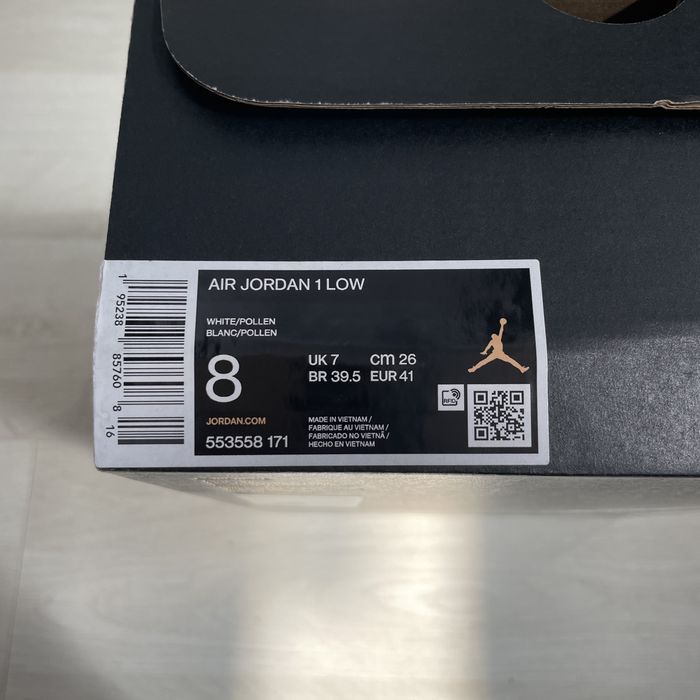 AIR JORDAN 1 LOW
WHITE/POLLEN
BLANC/POLLEN
8
UK 7 cm 26
BR 39.5 EUR 41
JORDAN.COM
553558 171
MADE IN VIETNAM /
FABRIQUE AU VIETNAM /
FABRICADO NO VIETNÃ /
HECHO EN VIETNAM
RFID
1 95238 85760 8 16